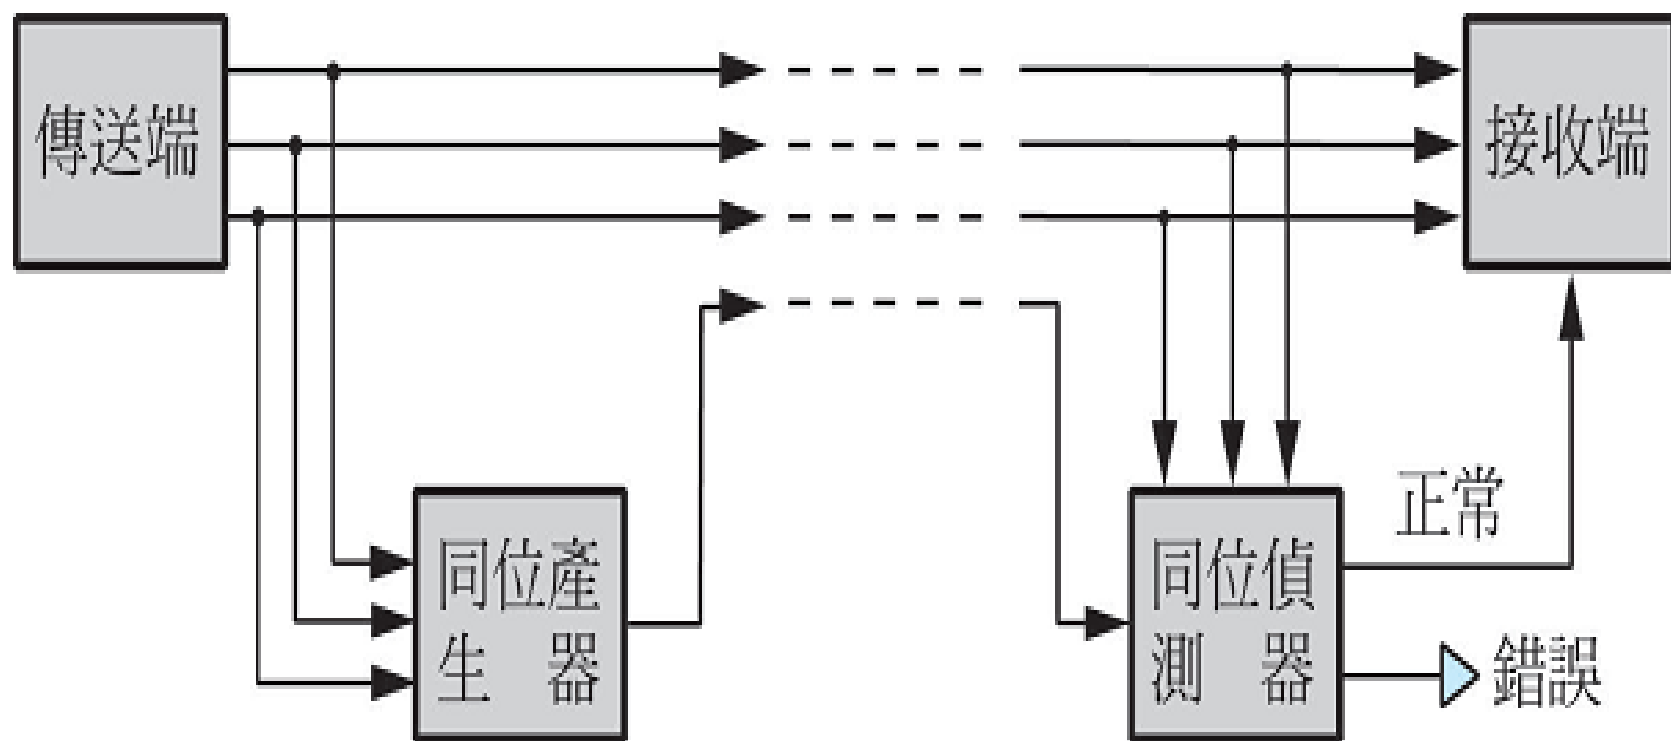 傳送端
接收端
同位產
生 器
同位偵
測 器
正常
錯誤